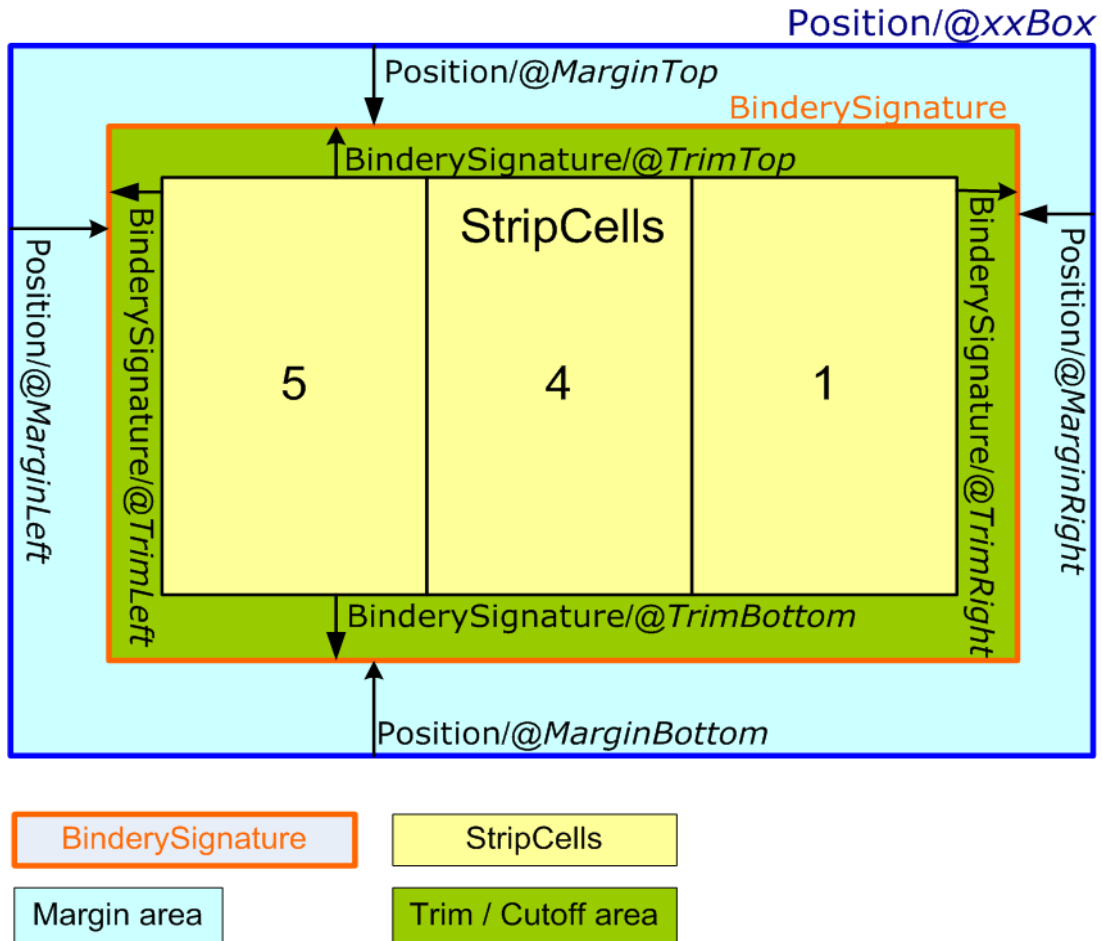 Position/@xxBox
Position/@MarginTop
BinderySignature
BinderySignature/@TrimTop
StripCells
Position/@MarginLeft
BinderySignature/@TrimLeft
5
4
1
BinderySignature/@TrimRight
Position/@MarginRight
BinderySignature/@TrimBottom
Position/@MarginBottom
BinderySignature
StripCells
Margin area
Trim / Cutoff area